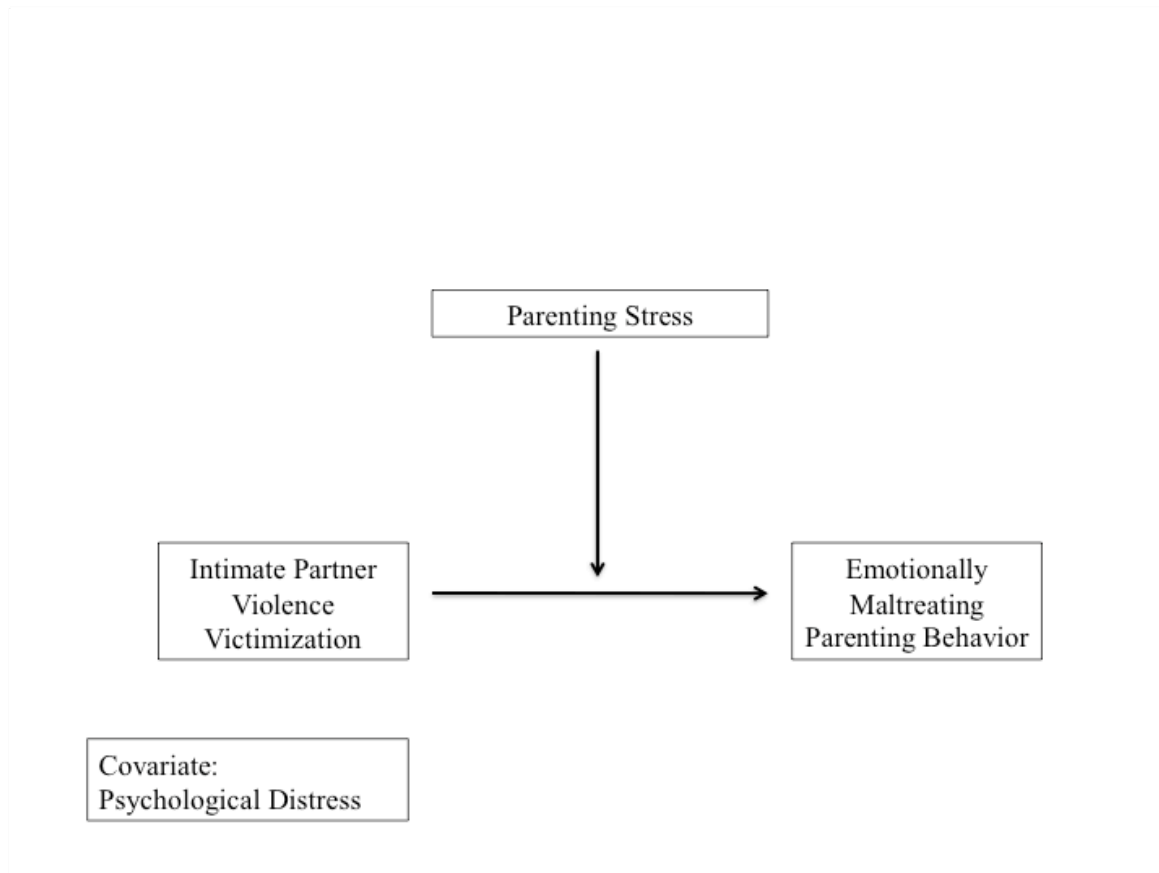 Parenting Stress
Intimate Partner
Violence
Victimization
Emotionally
Maltreating
Parenting Behavior
Covariate:
Psychological Distress